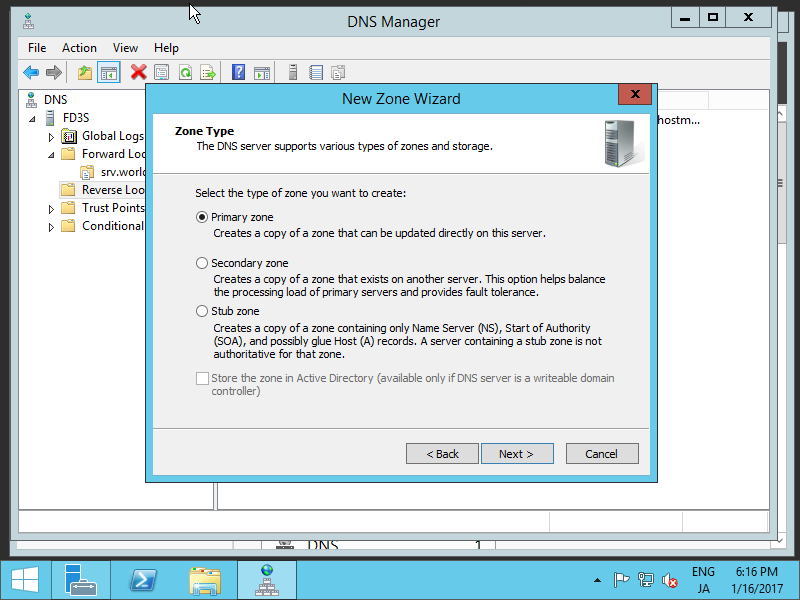 DNS Manager
File Action View Help
DNS
FD3S
Global Logs
Forward Loo
srv.world
Reverse Loo
Trust Points
Conditional
hostm...
New Zone Wizard
Zone Type
The DNS server supports various types of zones and storage.
Select the type of zone you want to create:
Primary zone
Creates a copy of a zone that can be updated directly on this server.
Secondary zone
Creates a copy of a zone that exists on another server. This option helps balance
the processing load of primary servers and provides fault tolerance.
Stub zone
Creates a copy of a zone containing only Name Server (NS), Start of Authority
(SOA), and possibly glue Host (A) records. A server containing a stub zone is not
authoritative for that zone.
Store the zone in Active Directory (available only if DNS server is a writeable domain
controller)
< Back Next > Cancel
DNS 1
ENG 6:16 PM
JA 1/16/2017